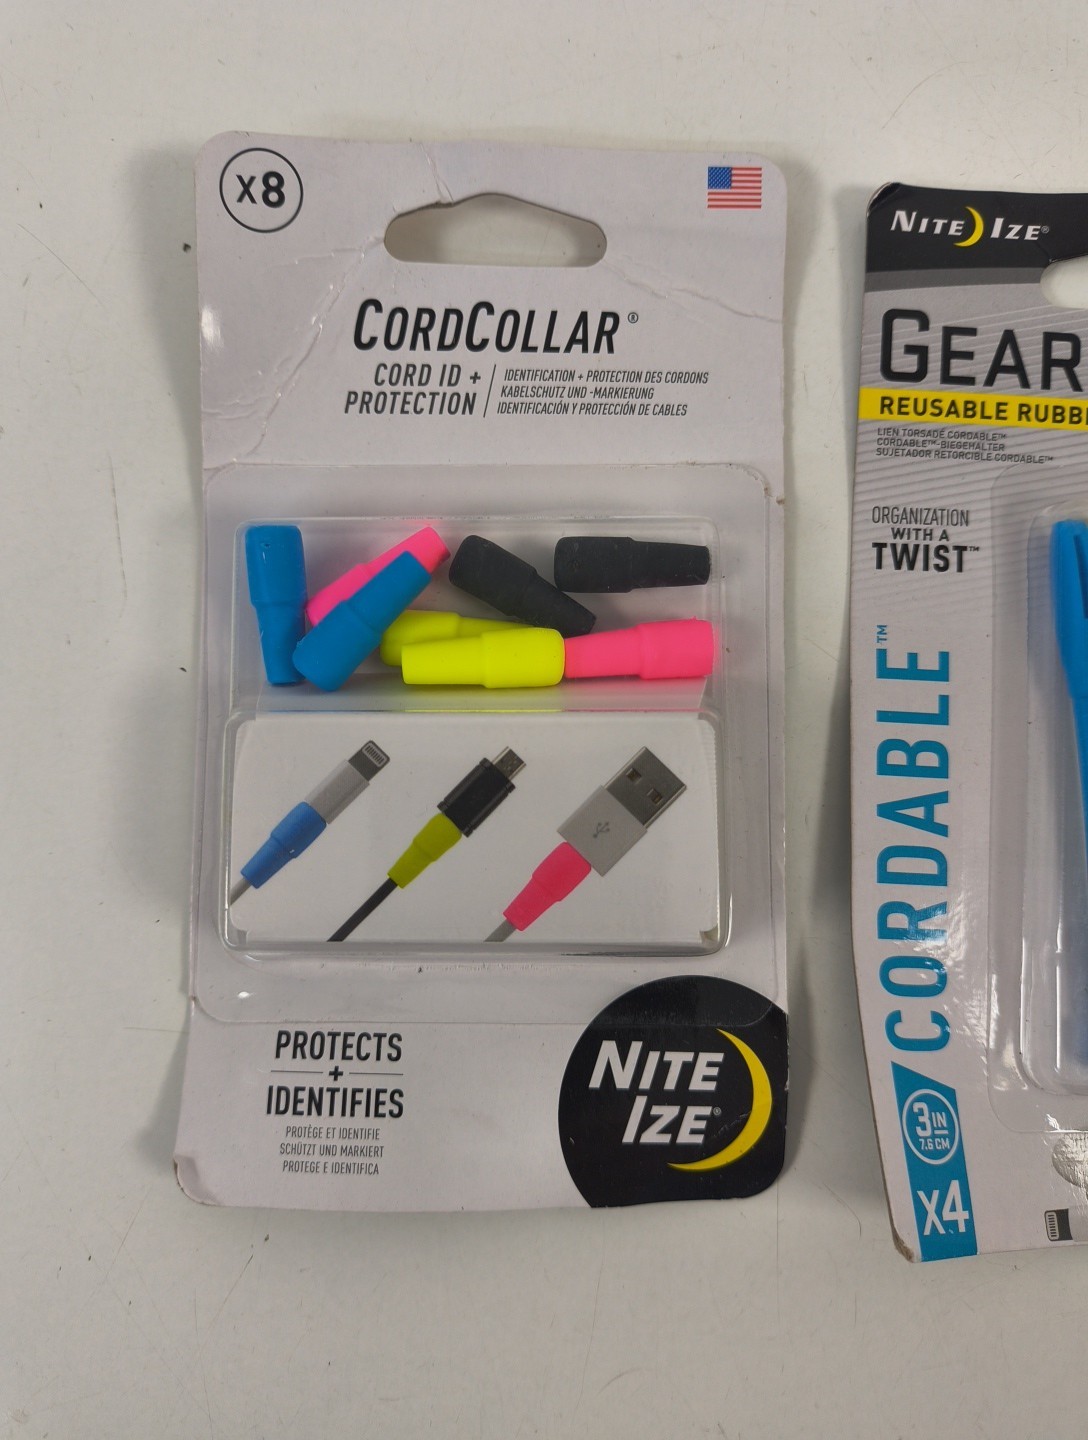 X8
CORDCOLLAR®
CORD ID +
PROTECTION
IDENTIFICATION + PROTECTION DES CORDONS
KABELSCHUTZ UND -MARKIERUNG
IDENTIFICACIÓN Y PROTECCIÓN DE CABLES
PROTECTS
+
IDENTIFIES
PROTÈGE ET IDENTIFIE
SCHÜTZT UND MARKIERT
PROTEGE E IDENTIFICA
NITE
IZE®
NITE IZE®
GEAR
REUSABLE RUBB
LIEN TORSADÉ CORDABLE™
CORDABLE™-BIEGEHALTER
SUJETADOR RETORCIBLE CORDABLE™
ORGANIZATION
WITH A
TWIST™
CORDABLE™
3 IN
7.6 CM
X4